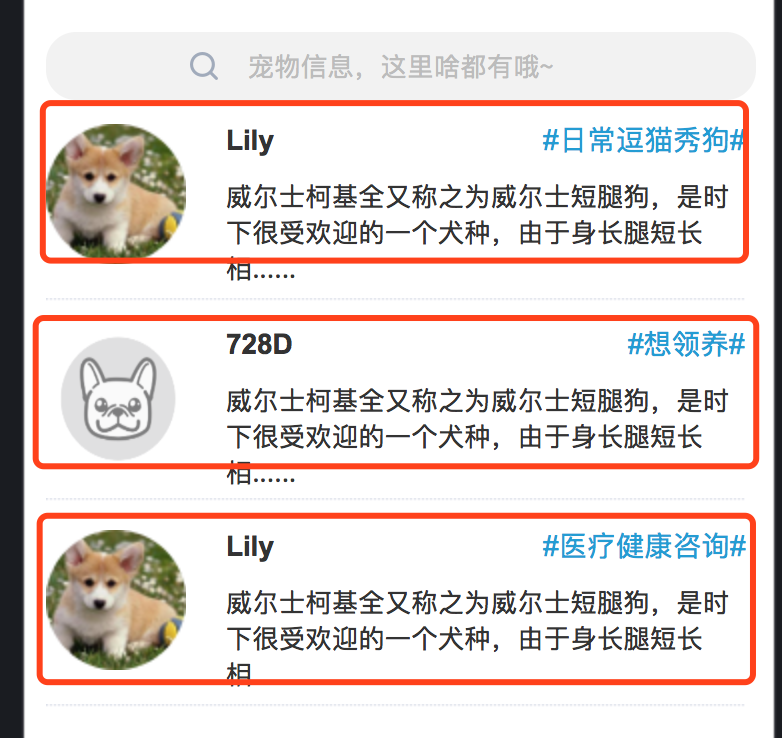 宠物信息，这里啥都有哦~
Lily
#日常逗猫秀狗#
威尔士柯基全又称之为威尔士短腿狗，是时
下很受欢迎的一个犬种，由于身长腿短长
相......
728D
#想领养#
威尔士柯基全又称之为威尔士短腿狗，是时
下很受欢迎的一个犬种，由于身长腿短长
相......
Lily
#医疗健康咨询#
威尔士柯基全又称之为威尔士短腿狗，是时
下很受欢迎的一个犬种，由于身长腿短长
相